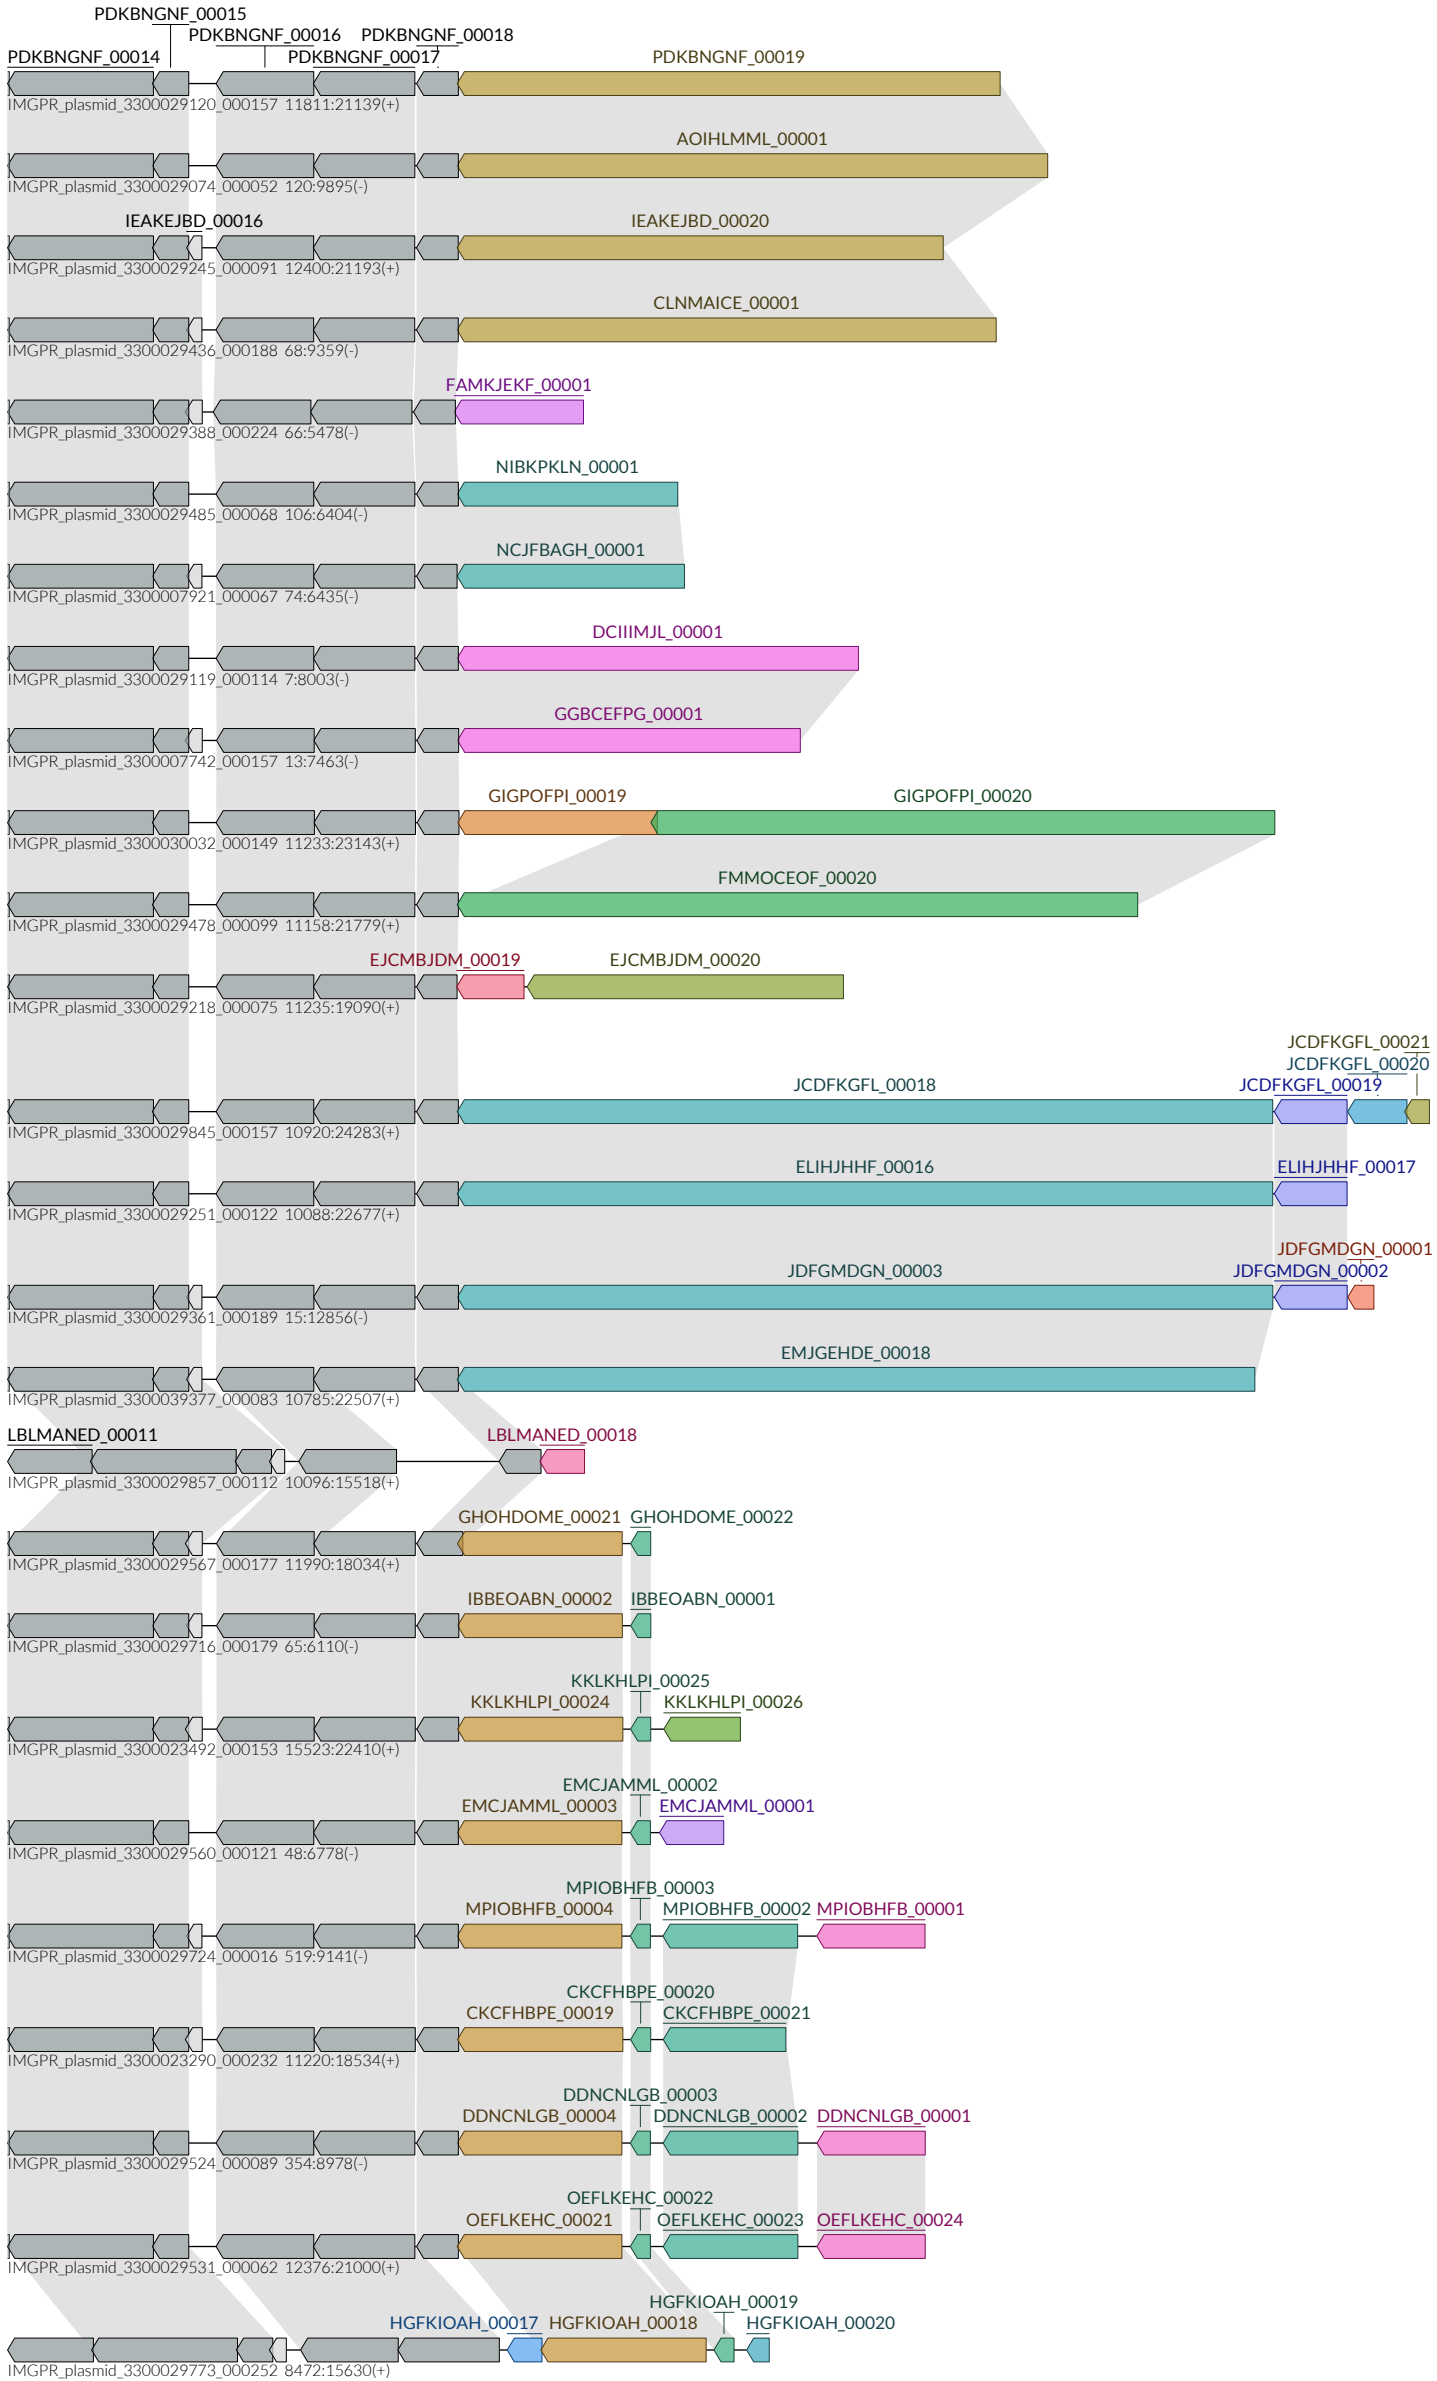 PDKBNGNF_00015
PDKBNGNF_00016 PDKBNGNF_00018
PDKBNGNF_00014 PDKBNGNF_00017 PDKBNGNF_00019
IMGPR_plasmid_3300029120_000157 11811:21139(+)
AOIHLMML_00001
IMGPR_plasmid_3300029074_000052 120:9895(-)
IEAKEJBD_00016 IEAKEJBD_00020
IMGPR_plasmid_3300029245_000091 12400:21193(+)
CLNMAICE_00001
IMGPR_plasmid_3300029436_000188 68:9359(-)
FAMKJEKF_00001
IMGPR_plasmid_3300029388_000224 66:5478(-)
NIBKPKLN_00001
IMGPR_plasmid_3300029485_000068 106:6404(-)
NCJFBAGH_00001
IMGPR_plasmid_3300007921_000067 74:6435(-)
DCIIIMJL_00001
IMGPR_plasmid_3300029119_000114 7:8003(-)
GGBCEFPG_00001
IMGPR_plasmid_3300007742_000157 13:7463(-)
GIGPOFPI_00019 GIGPOFPI_00020
IMGPR_plasmid_3300030032_000149 11233:23143(+)
FMMOCEOF_00020
IMGPR_plasmid_3300029478_000099 11158:21779(+)
EJCMBJDM_00019 EJCMBJDM_00020
IMGPR_plasmid_3300029218_000075 11235:19090(+)
JCDFKGFL_00021
JCDFKGFL_00020
JCDFKGFL_00018 JCDFKGFL_00019
IMGPR_plasmid_3300029845_000157 10920:24283(+)
ELIHJHHF_00016 ELIHJHHF_00017
IMGPR_plasmid_3300029251_000122 10088:22677(+)
JDFGMDGN_00001
JDFGMDGN_00003 JDFGMDGN_00002
IMGPR_plasmid_3300029361_000189 15:12856(-)
EMJGEHDE_00018
IMGPR_plasmid_3300039377_000083 10785:22507(+)
LBLMANED_00011 LBLMANED_00018
IMGPR_plasmid_3300029857_000112 10096:15518(+)
GHOHDOME_00021 GHOHDOME_00022
IMGPR_plasmid_3300029567_000177 11990:18034(+)
IBBEOABN_00002 IBBEOABN_00001
IMGPR_plasmid_3300029716_000179 65:6110(-)
KKLKHLPI_00025
KKLKHLPI_00024 KKLKHLPI_00026
IMGPR_plasmid_3300023492_000153 15523:22410(+)
EMCJAMML_00002
EMCJAMML_00003 EMCJAMML_00001
IMGPR_plasmid_3300029560_000121 48:6778(-)
MPIOBHFB_00003
MPIOBHFB_00004 MPIOBHFB_00002 MPIOBHFB_00001
IMGPR_plasmid_3300029724_000016 519:9141(-)
CKCFHBPE_00020
CKCFHBPE_00019 CKCFHBPE_00021
IMGPR_plasmid_3300023290_000232 11220:18534(+)
DDNCNLGB_00003
DDNCNLGB_00004 DDNCNLGB_00002 DDNCNLGB_00001
IMGPR_plasmid_3300029524_000089 354:8978(-)
OEFLKEHC_00022
OEFLKEHC_00021 OEFLKEHC_00023 OEFLKEHC_00024
IMGPR_plasmid_3300029531_000062 12376:21000(+)
HGFKIOAH_00019
HGFKIOAH_00017 HGFKIOAH_00018 HGFKIOAH_00020
IMGPR_plasmid_3300029773_000252 8472:15630(+)